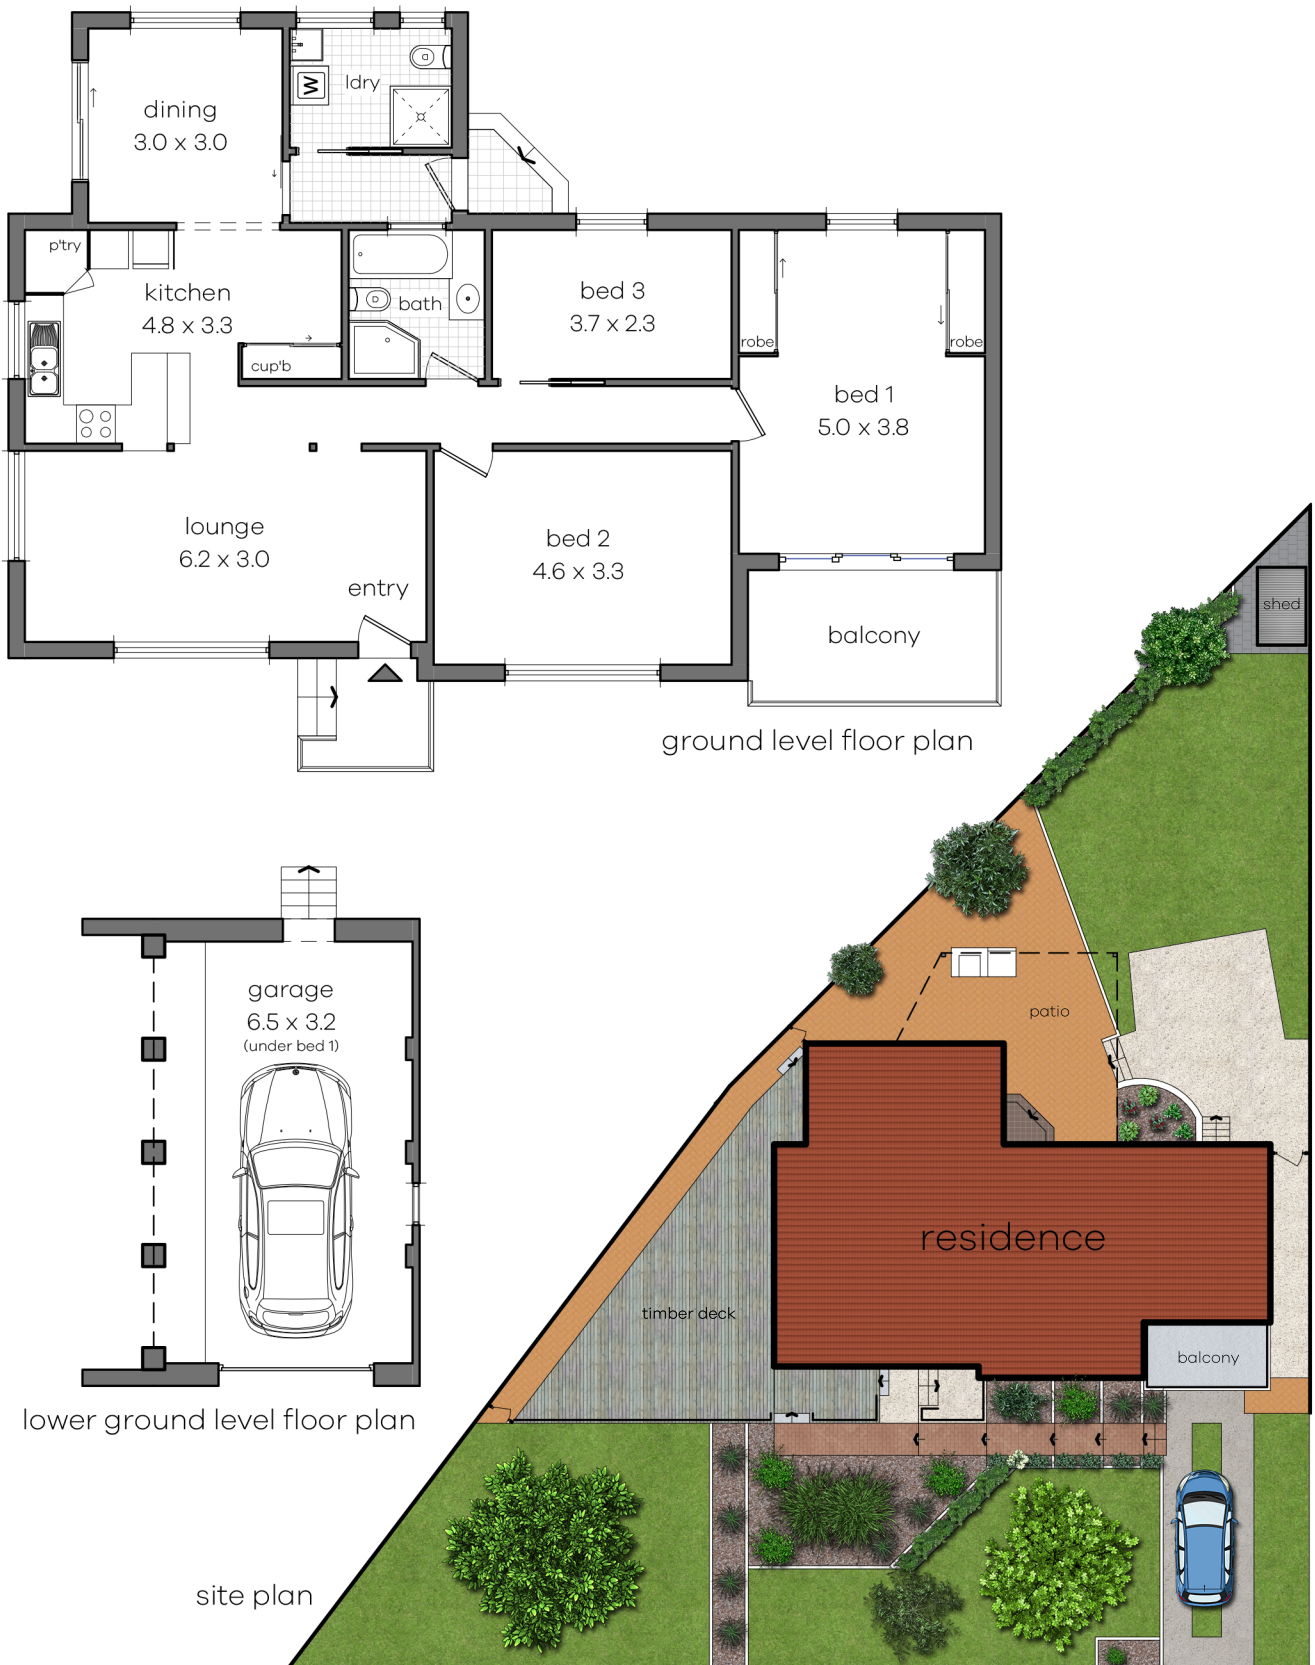 dining
3.0 x 3.0
W
ldry
p'try
kitchen
4.8 x 3.3
cup'b
bath
bed 3
3.7 x 2.3
robe
robe
bed 1
5.0 x 3.8
lounge
6.2 x 3.0
entry
bed 2
4.6 x 3.3
balcony
ground level floor plan
garage
6.5 x 3.2
(under bed 1)
lower ground level floor plan
shed
patio
residence
timber deck
balcony
site plan